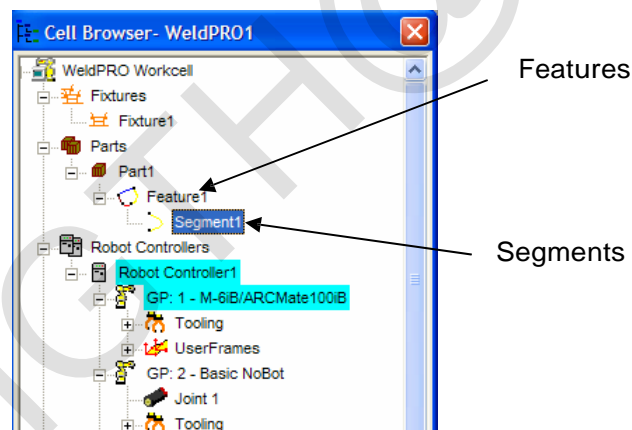 Cell Browser- WeldPRO1
WeldPRO Workcell
Features
Fixtures
Fixture1
Parts
Part1
Feature1
Segment1
Robot Controllers
Segments
Robot Controller1
GP: 1 - M-6iB/ARCMate100iB
Tooling
UserFrames
GP: 2 - Basic NoBot
Joint 1
Tooling